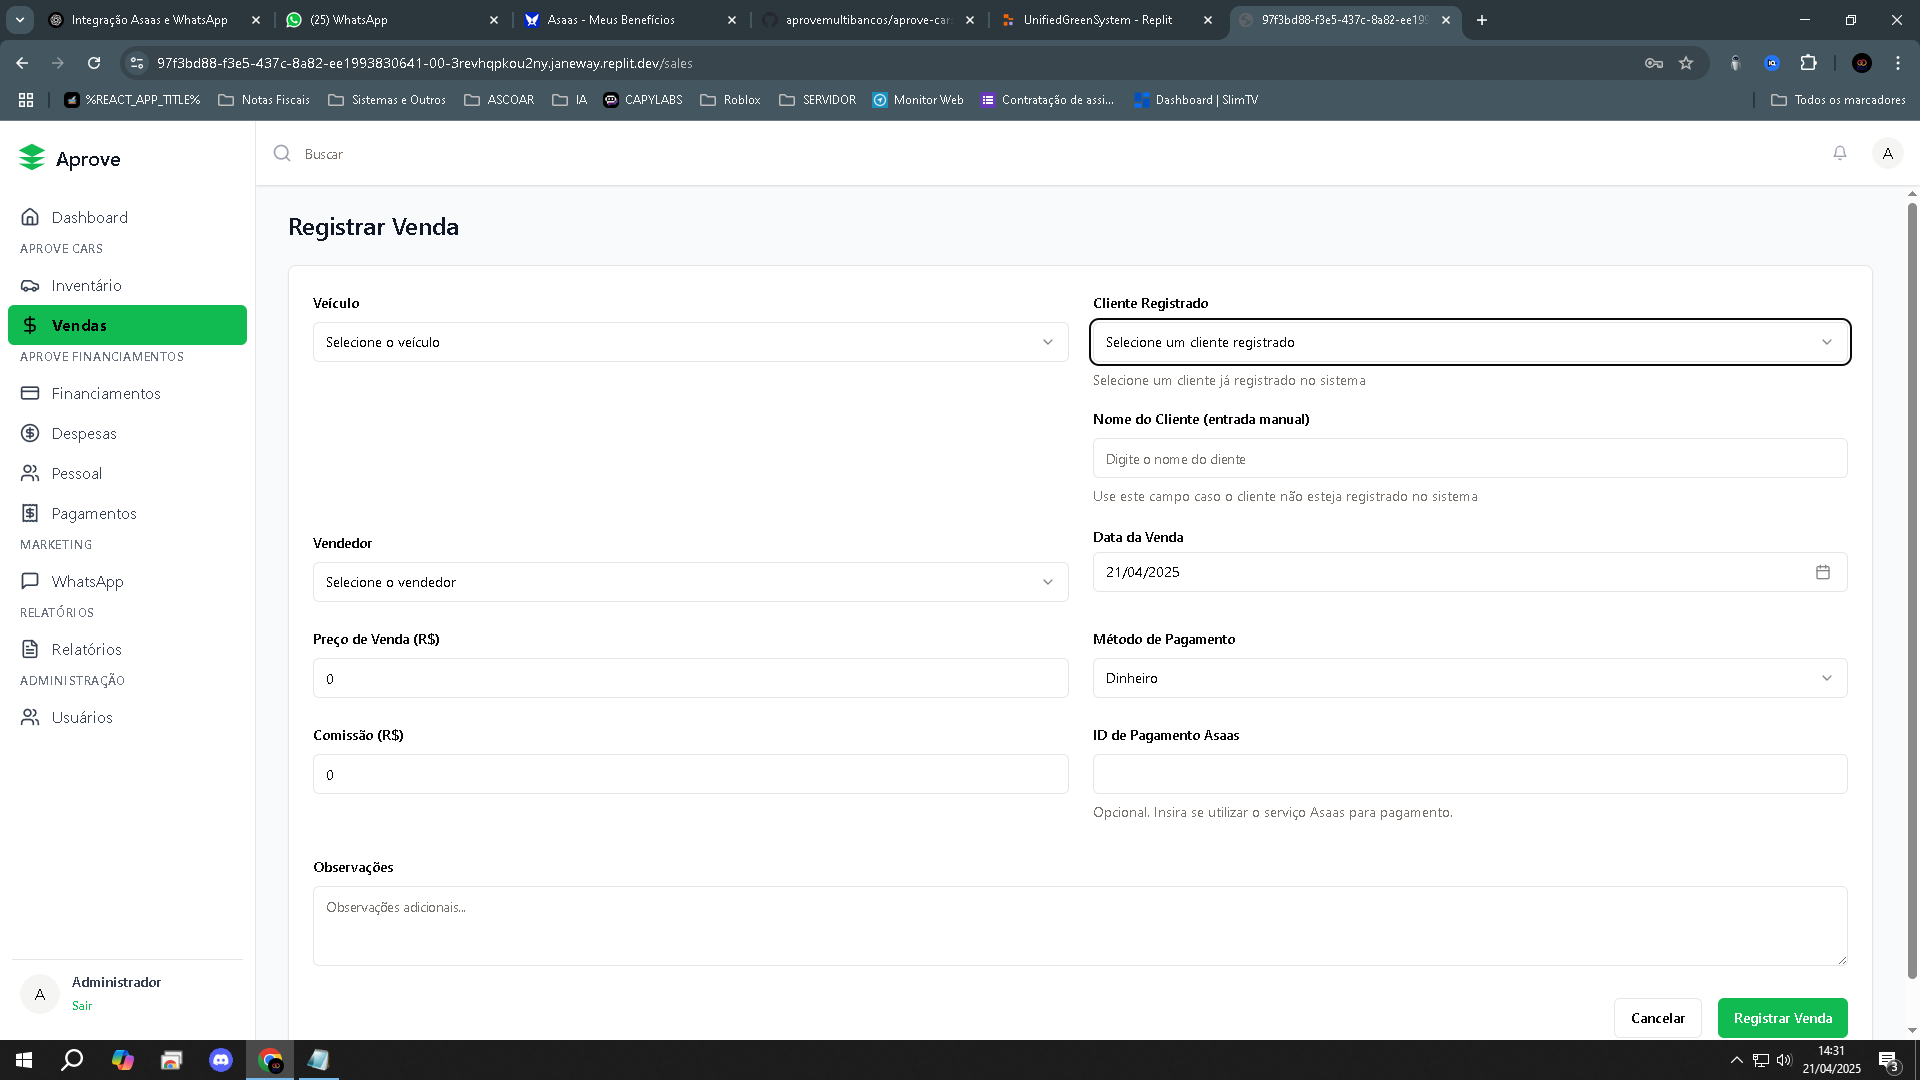 Integração Asaas e WhatsApp
(25) WhatsApp
Asaas - Meus Benefícios
aprovemultibancos/aprove-car
UnifiedGreenSystem - Replit
97f3bd88-f3e5-437c-8a82-ee199
97f3bd88-f3e5-437c-8a82-ee1993830641-00-3revhqpkou2ny.janeway.replit.dev/sales
%REACT_APP_TITLE%
Notas Fiscais
Sistemas e Outros
ASCOAR
IA
CAPYLABS
Roblox
SERVIDOR
Monitor Web
Contratação de assi...
Dashboard | SlimTV
Todos os marcadores
Aprove
Buscar
A
Dashboard
APROVE CARS
Inventário
Vendas
APROVE FINANCIAMENTOS
Financiamentos
Despesas
Pessoal
Pagamentos
MARKETING
WhatsApp
RELATÓRIOS
Relatórios
ADMINISTRAÇÃO
Usuários
A
Administrador
Sair
Registrar Venda
Veículo
Selecione o veículo
Cliente Registrado
Selecione um cliente registrado
Selecione um cliente já registrado no sistema
Nome do Cliente (entrada manual)
Digite o nome do cliente
Use este campo caso o cliente não esteja registrado no sistema
Vendedor
Selecione o vendedor
Data da Venda
21/04/2025
Preço de Venda (R$)
0
Método de Pagamento
Dinheiro
Comissão (R$)
0
ID de Pagamento Asaas
Opcional. Insira se utilizar o serviço Asaas para pagamento.
Observações
Observações adicionais...
Cancelar
Registrar Venda
14:31
21/04/2025
3